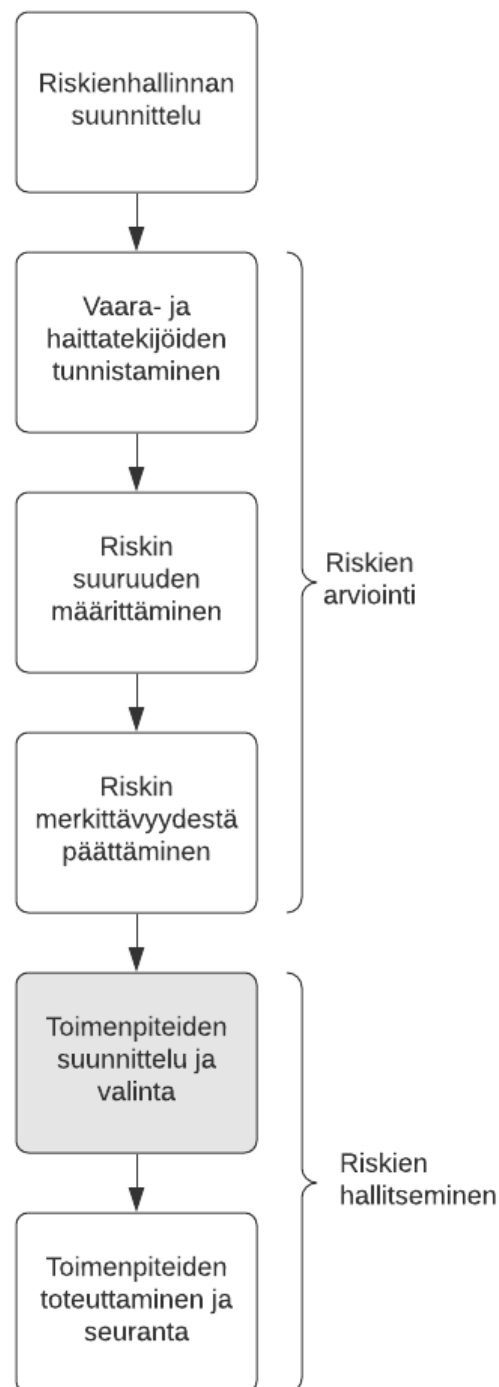 Riskienhallinnan
suunnittelu
Vaara- ja
haittatekijöiden
tunnistaminen
Riskin
suuruuden
määrittäminen
Riskien
arviointi
Riskin
merkittävyydestä
päättäminen
Toimenpiteiden
suunnittelu ja
valinta
Riskien
hallitseminen
Toimenpiteiden
toteuttaminen ja
seuranta